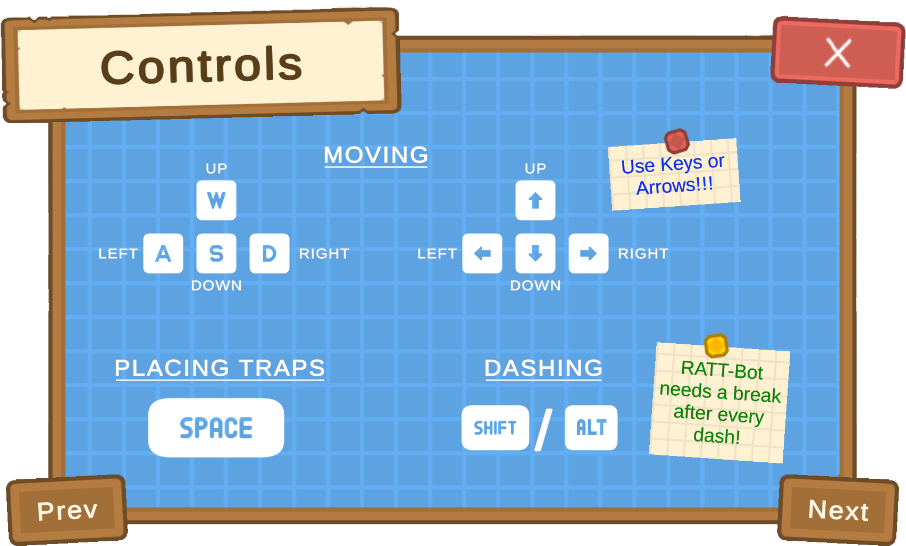 Controls
X
MOVING
UP
W
LEFT A S D RIGHT
DOWN
UP
LEFT RIGHT
DOWN
Use Keys or
Arrows!!!
PLACING TRAPS
SPACE
DASHING
SHIFT / ALT
RATT-Bot
needs a break
after every
dash!
Prev
Next